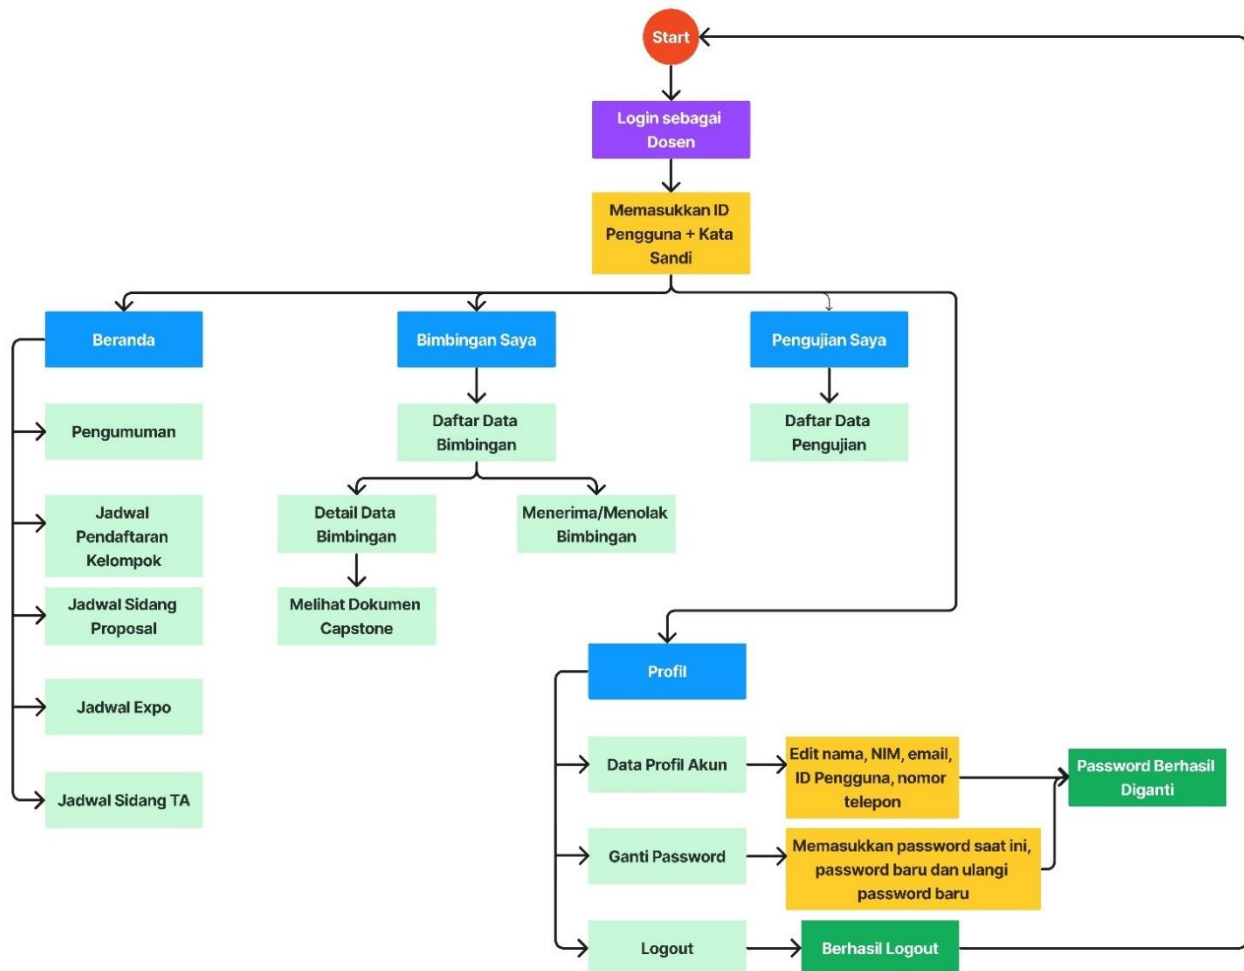 Start
Login sebagai
Dosen
Memasukkan ID
Pengguna + Kata
Sandi
Beranda
Bimbingan Saya
Pengujian Saya
Pengumuman
Daftar Data
Bimbingan
Daftar Data
Pengujian
Jadwal
Pendaftaran
Kelompok
Detail Data
Bimbingan
Menerima/Menolak
Bimbingan
Jadwal Sidang
Proposal
Melihat Dokumen
Capstone
Profil
Jadwal Expo
Jadwal Sidang TA
Data Profil Akun
Edit nama, NIM, email,
ID Pengguna, nomor
telepon
Password Berhasil
Diganti
Ganti Password
Memasukkan password saat ini,
password baru dan ulangi
password baru
Logout
Berhasil Logout